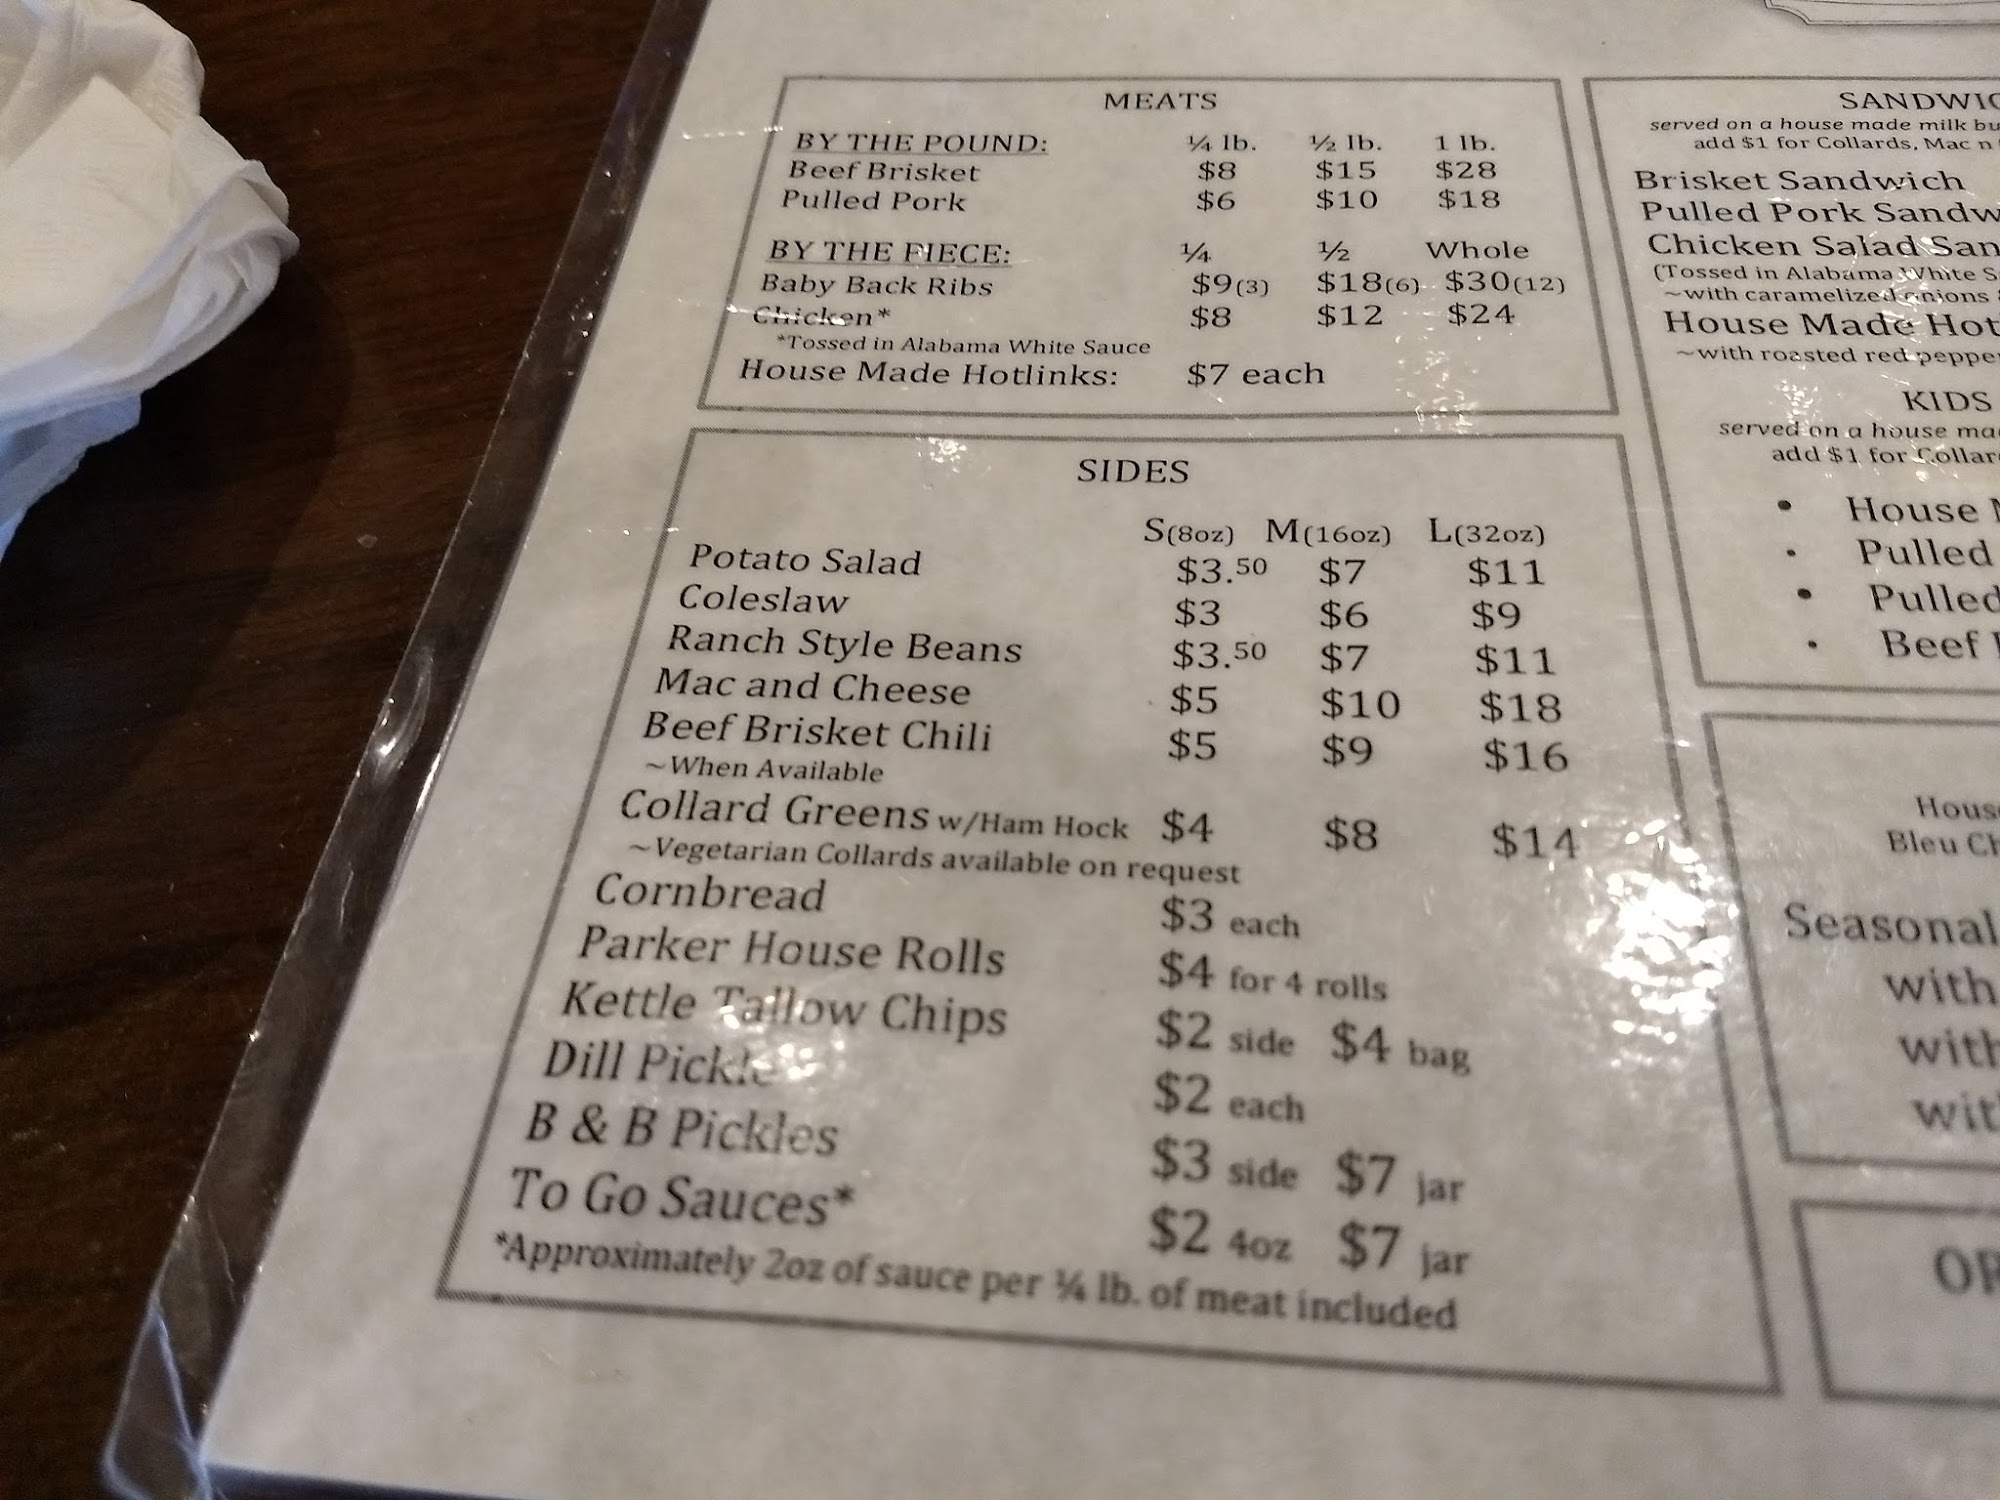 MEATS
BY THE POUND: ¼ lb. ½ lb. 1 lb.
Beef Brisket $8 $15 $28
Pulled Pork $6 $10 $18
BY THE PIECE: ¼ ½ Whole
Baby Back Ribs $9(3) $18(6) $30(12)
Chicken* $8 $12 $24
*Tossed in Alabama White Sauce
House Made Hotlinks: $7 each
SIDES
S(8oz) M(16oz) L(32oz)
Potato Salad $3.50 $7 $11
Coleslaw $3 $6 $9
Ranch Style Beans $3.50 $7 $11
Mac and Cheese $5 $10 $18
Beef Brisket Chili $5 $9 $16
~When Available
Collard Greens w/Ham Hock $4 $8 $14
~Vegetarian Collards available on request
Cornbread $3 each
Parker House Rolls $4 for 4 rolls
Kettle Tallow Chips $2 side $4 bag
Dill Pickle $2 each
B & B Pickles $3 side $7 jar
To Go Sauces* $2 4oz $7 jar
*Approximately 2oz of sauce per ¼ lb. of meat included
SANDWIC
served on a house made milk bu
add $1 for Collards, Mac n
Brisket Sandwich
Pulled Pork Sandw
Chicken Salad San
(Tossed in Alabama White S
~with caramelized onions
House Made Hot
~with roasted red peppe
KIDS
served on a house ma
add $1 for Collar
• House
• Pulled
• Pulled
• Beef
Hous
Bleu Ch
Seasonal
with
with
with
OR